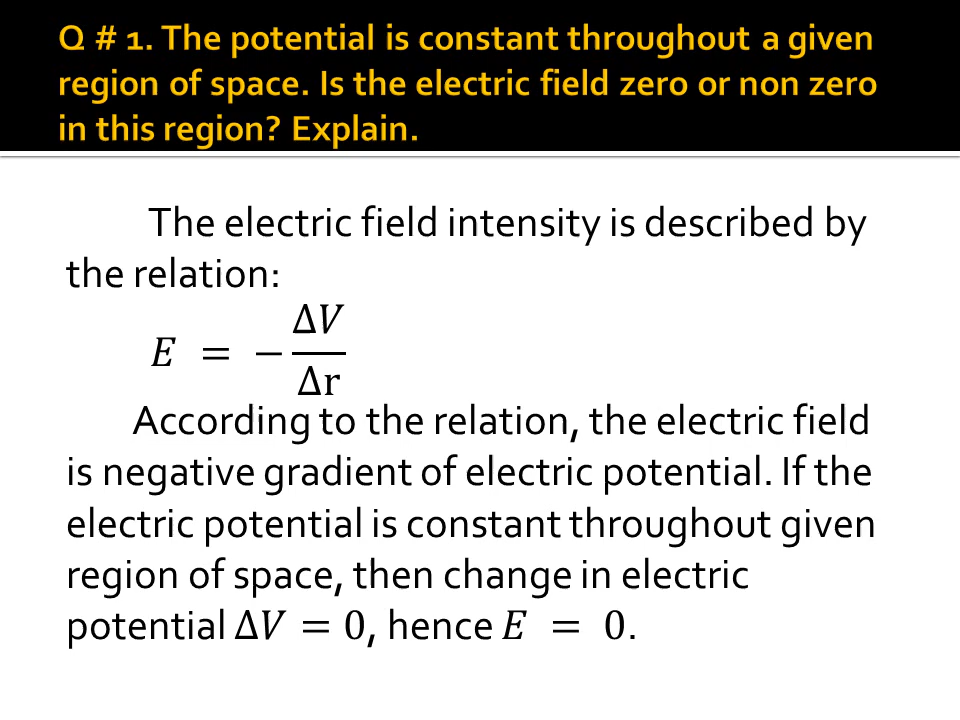 Q # 1. The potential is constant throughout a given
region of space. Is the electric field zero or non zero
in this region? Explain.
The electric field intensity is described by
the relation:
𝐸 = − Δ𝑉/Δr
According to the relation, the electric field
is negative gradient of electric potential. If the
electric potential is constant throughout given
region of space, then change in electric
potential Δ𝑉 = 0, hence 𝐸 = 0.